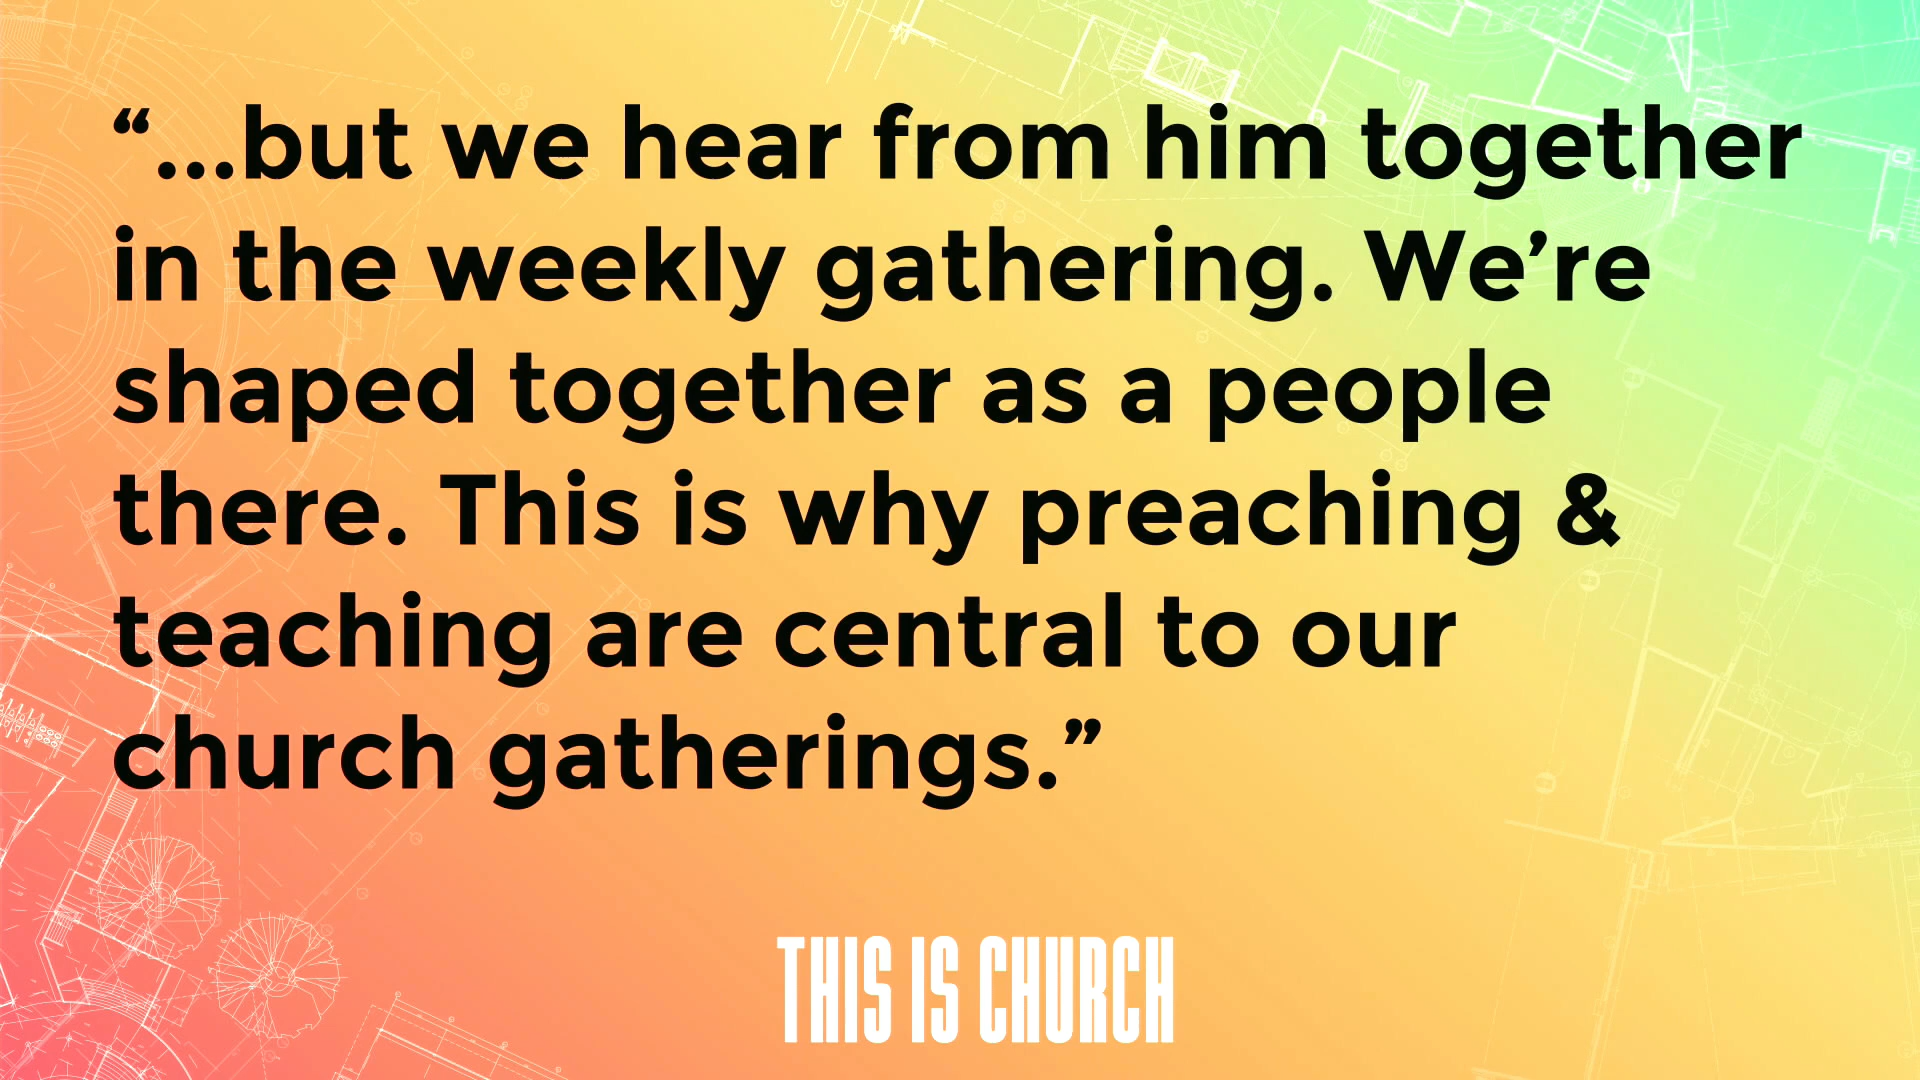 “...but we hear from him together
in the weekly gathering. We’re
shaped together as a people
there. This is why preaching &
teaching are central to our
church gatherings.”
THIS IS CHURCH